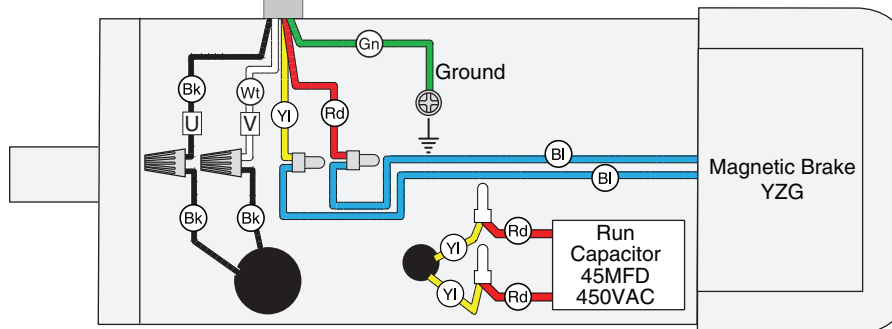 Gn
Ground
Bk
Wt
Yl
Rd
U
V
Bl
Bl
Magnetic Brake
YZG
Bk
Bk
Yl
Rd
Run
Capacitor
45MFD
450VAC
Yl
Rd